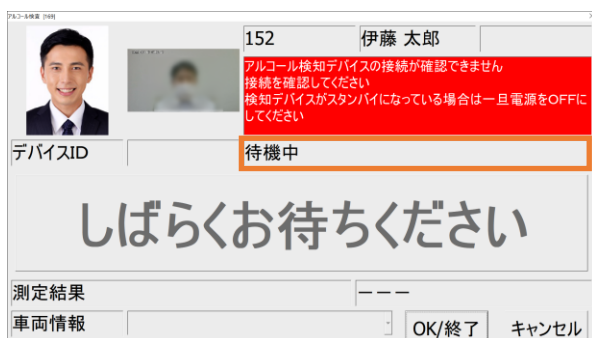 アルコール検査 [169]
152
伊藤 太郎
アルコール検知デバイスの接続が確認できません
接続を確認してください
検知デバイスがスタンバイになっている場合は一旦電源をOFFに
してください
デバイスID
待機中
しばらくお待ちください
測定結果
ーーー
車両情報
OK/終了
キャンセル